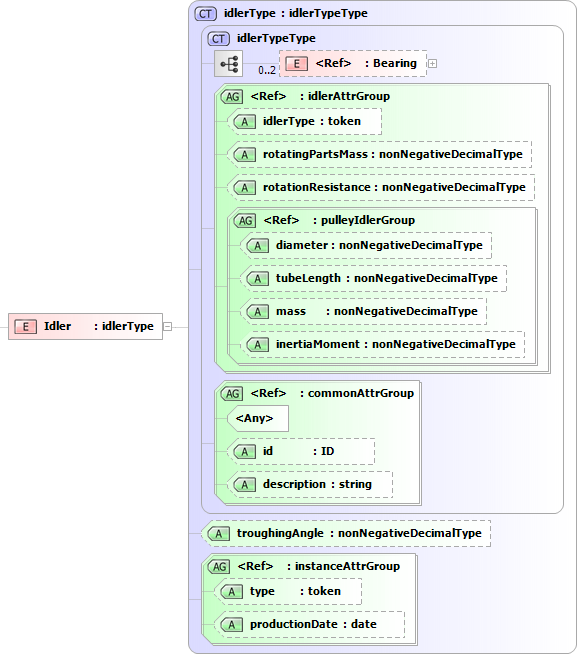 CT idlerType : idlerTypeType
CT idlerTypeType
0..2 E <Ref> : Bearing
AG <Ref> : idlerAttrGroup
A idlerType : token
A rotatingPartsMass : nonNegativeDecimalType
A rotationResistance : nonNegativeDecimalType
AG <Ref> : pulleyIdlerGroup
A diameter : nonNegativeDecimalType
A tubeLength : nonNegativeDecimalType
A mass : nonNegativeDecimalType
E Idler : idlerType
A inertiaMoment : nonNegativeDecimalType
AG <Ref> : commonAttrGroup
<Any>
A id : ID
A description : string
A troughingAngle : nonNegativeDecimalType
AG <Ref> : instanceAttrGroup
A type : token
A productionDate : date